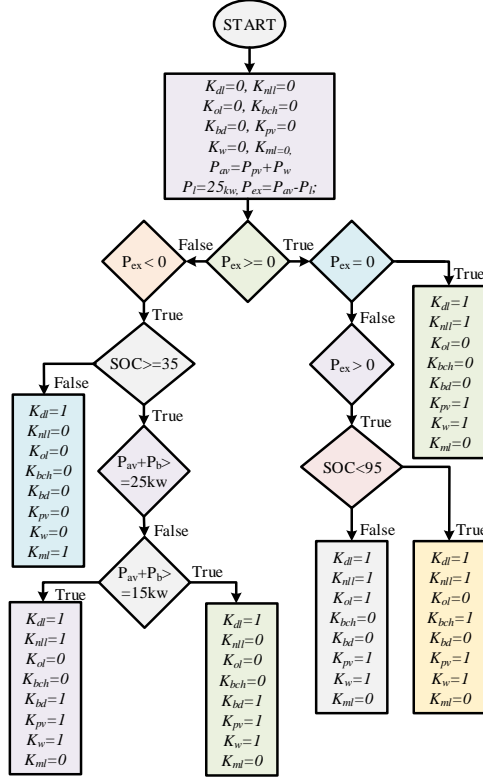 START
K_dl=0, K_nll=0
K_ol=0, K_bch=0
K_bd=0, K_pv=0
K_w=0, K_ml=0,
P_av=P_pv+P_w
P_l=25kw, P_ex=P_av-P_l;
P_ex < 0
False
P_ex >= 0
True
P_ex = 0
True
True
False
K_dl=1
K_nll=1
K_ol=0
K_bch=0
K_bd=0
K_pv=1
K_w=1
K_ml=0
SOC>=35
P_ex > 0
False
True
True
K_dl=1
K_nll=0
K_ol=0
K_bch=0
K_bd=0
K_pv=0
K_w=0
K_ml=1
P_av+P_b>
=25kw
SOC<95
False
False
True
P_av+P_b>
=15kw
True
True
K_dl=1
K_nll=1
K_ol=0
K_bch=0
K_bd=1
K_pv=1
K_w=1
K_ml=0
K_dl=1
K_nll=0
K_ol=0
K_bch=0
K_bd=1
K_pv=1
K_w=1
K_ml=0
K_dl=1
K_nll=1
K_ol=1
K_bch=0
K_bd=0
K_pv=1
K_w=1
K_ml=0
K_dl=1
K_nll=1
K_ol=0
K_bch=1
K_bd=0
K_pv=1
K_w=1
K_ml=0